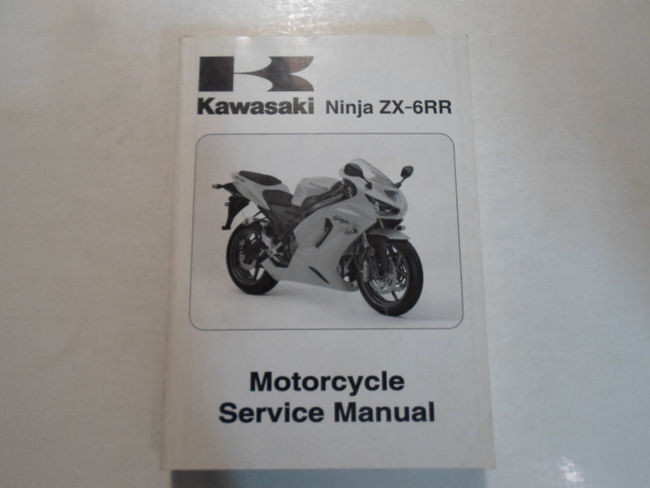 Kawasaki Ninja ZX-6RR
Motorcycle
Service Manual